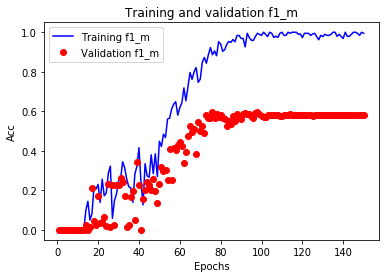 Training and validation f1_m
Training f1_m
Validation f1_m
Acc
1.0
0.8
0.6
0.4
0.2
0.0
0
20
40
60
80
100
120
140
Epochs